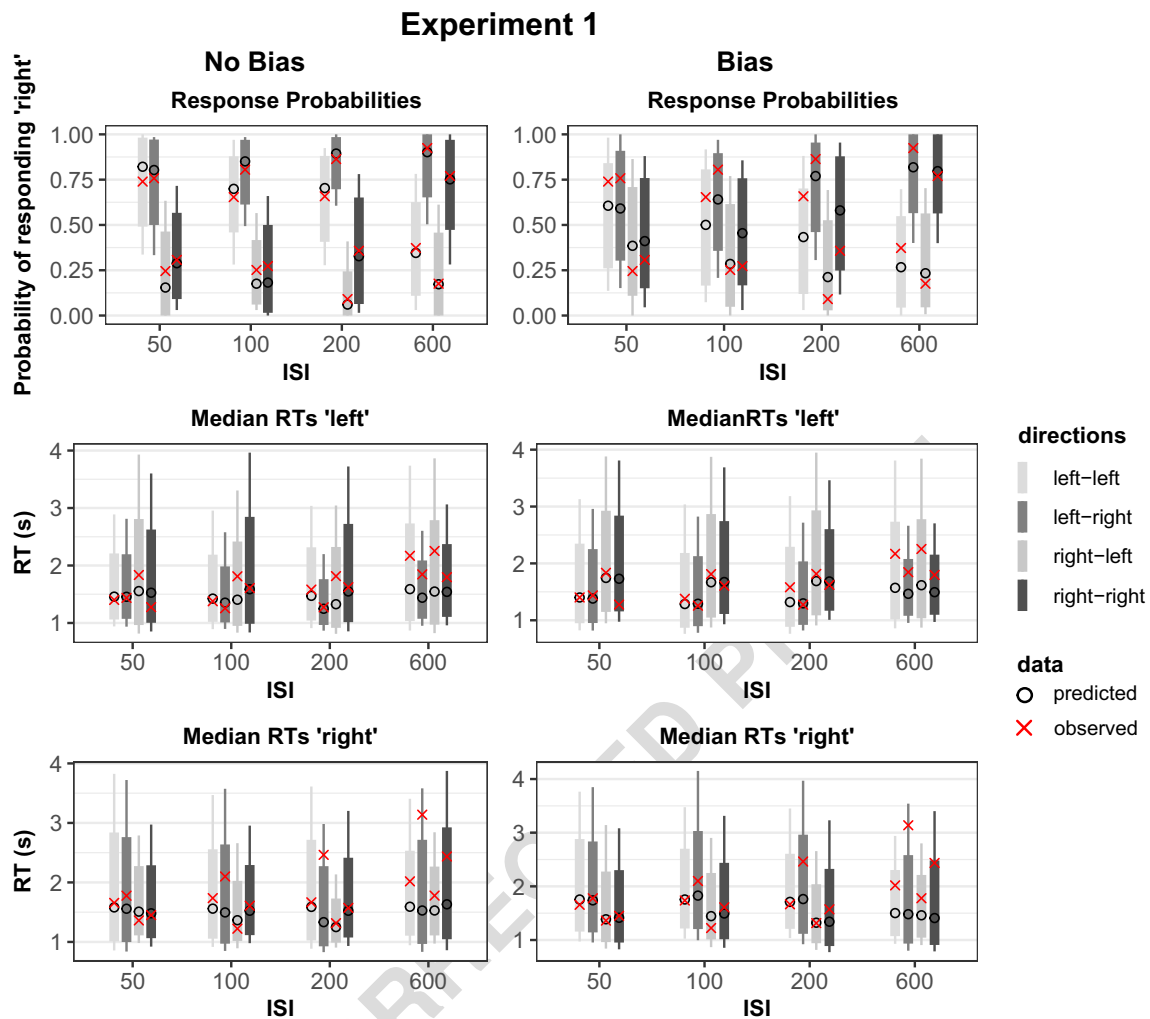 Experiment 1
No Bias
Bias
Response Probabilities
Response Probabilities
Probability of responding 'right'
1.00
0.75
0.50
0.25
0.00
50 100 200 600
ISI
1.00
0.75
0.50
0.25
0.00
50 100 200 600
ISI
Median RTs 'left'
MedianRTs 'left'
RT (s)
4
3
2
1
50 100 200 600
ISI
RT (s)
4
3
2
1
50 100 200 600
ISI
Median RTs 'right'
Median RTs 'right'
RT (s)
4
3
2
1
50 100 200 600
ISI
RT (s)
4
3
2
1
50 100 200 600
ISI
directions
left−left
left−right
right−left
right−right
data
predicted
observed